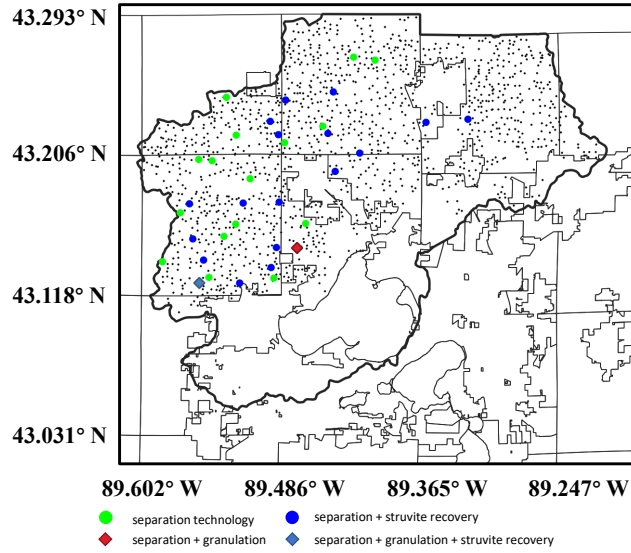 43.293° N
43.206° N
43.118° N
43.031° N
89.602° W 89.486° W 89.365° W 89.247° W
separation technology separation + struvite recovery
separation + granulation separation + granulation + struvite recovery